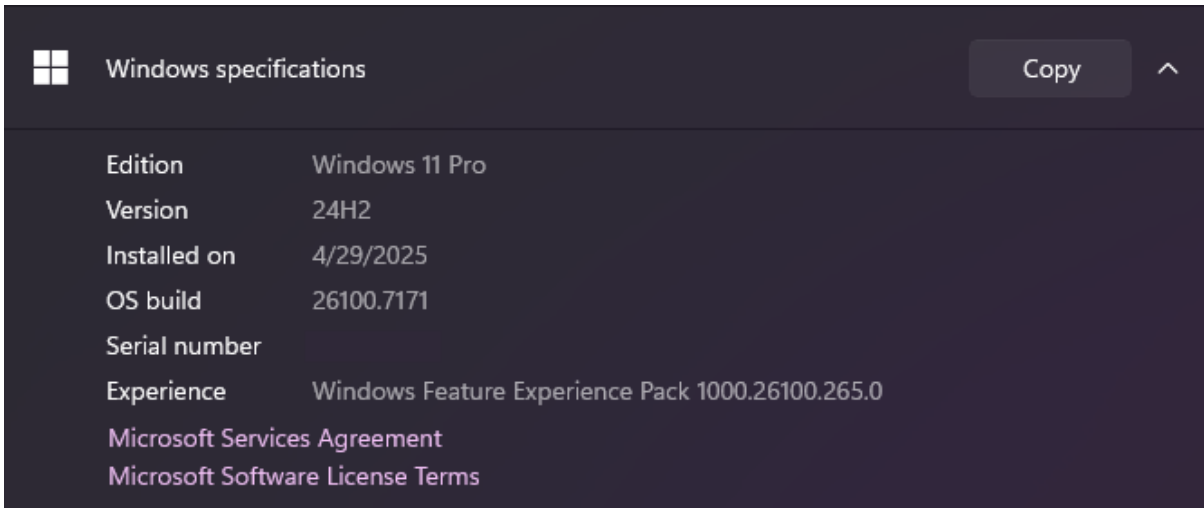 Windows specifications Copy
Edition Windows 11 Pro
Version 24H2
Installed on 4/29/2025
OS build 26100.7171
Serial number
Experience Windows Feature Experience Pack 1000.26100.265.0
Microsoft Services Agreement
Microsoft Software License Terms